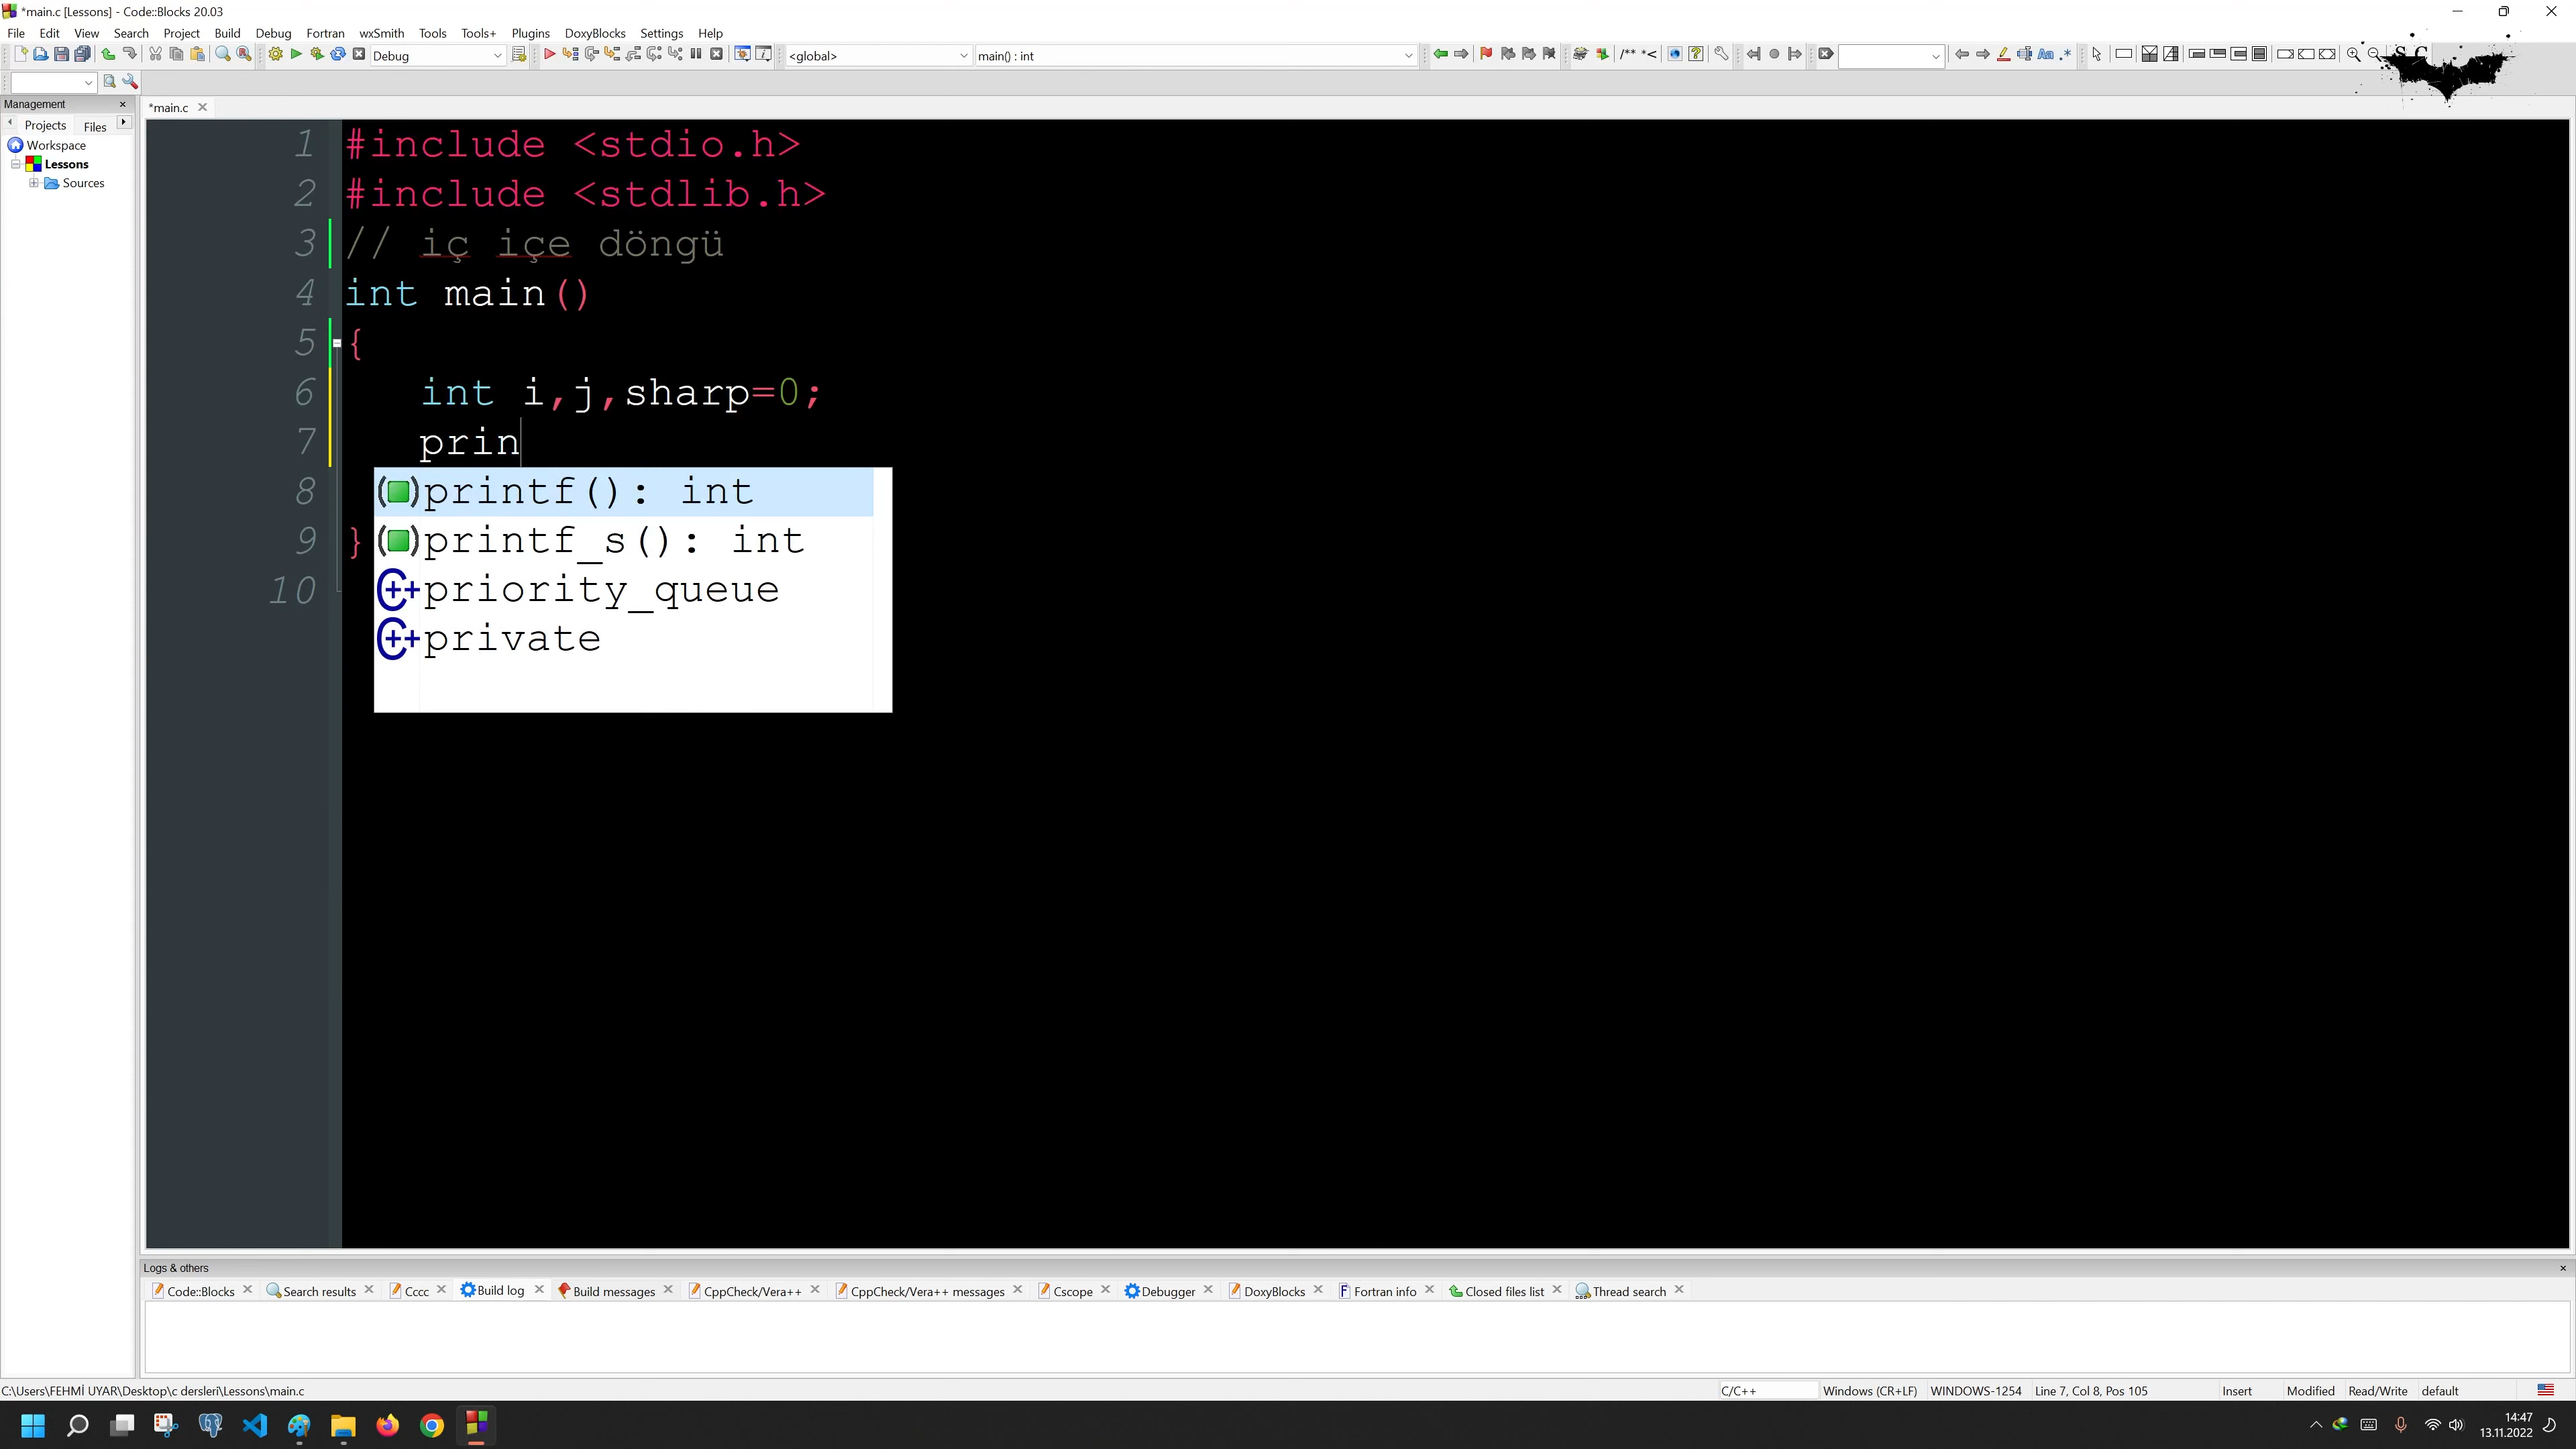 *main.c [Lessons] - Code::Blocks 20.03
File Edit View Search Project Build Debug Fortran wxSmith Tools Tools+ Plugins DoxyBlocks Settings Help
Debug
<global>
main() : int
/** *<
Aa .*
S C
Management
*main.c
Projects Files
Workspace
Lessons
Sources
1 #include <stdio.h>
2 #include <stdlib.h>
3 // iç içe döngü
4 int main()
5 {
6 int i,j,sharp=0;
7 prin
8 printf(): int
9 } printf_s(): int
10 priority_queue
private
Logs & others
Code::Blocks Search results Cccc Build log Build messages CppCheck/Vera++ CppCheck/Vera++ messages Cscope Debugger DoxyBlocks Fortran info Closed files list Thread search
C:\Users\FEHMİ UYAR\Desktop\c dersleri\Lessons\main.c C/C++ Windows (CR+LF) WINDOWS-1254 Line 7, Col 8, Pos 105 Insert Modified Read/Write default
14:47
13.11.2022